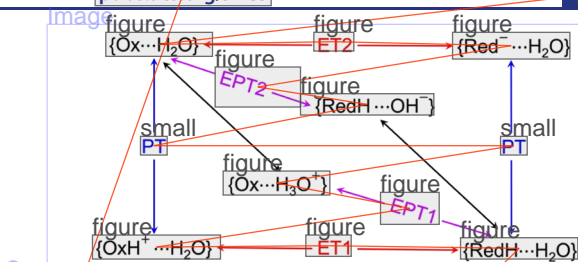 Image
figure figure figure
{Ox···H₂O} ET2 {Red⁻···H₂O}
figure
EPT2
figure
{RedH···OH⁻}
small small
PT PT
figure
{Ox···H₃O⁺}
figure
EPT1
figure figure figure
{OxH⁺···H₂O} ET1 {RedH···H₂O}